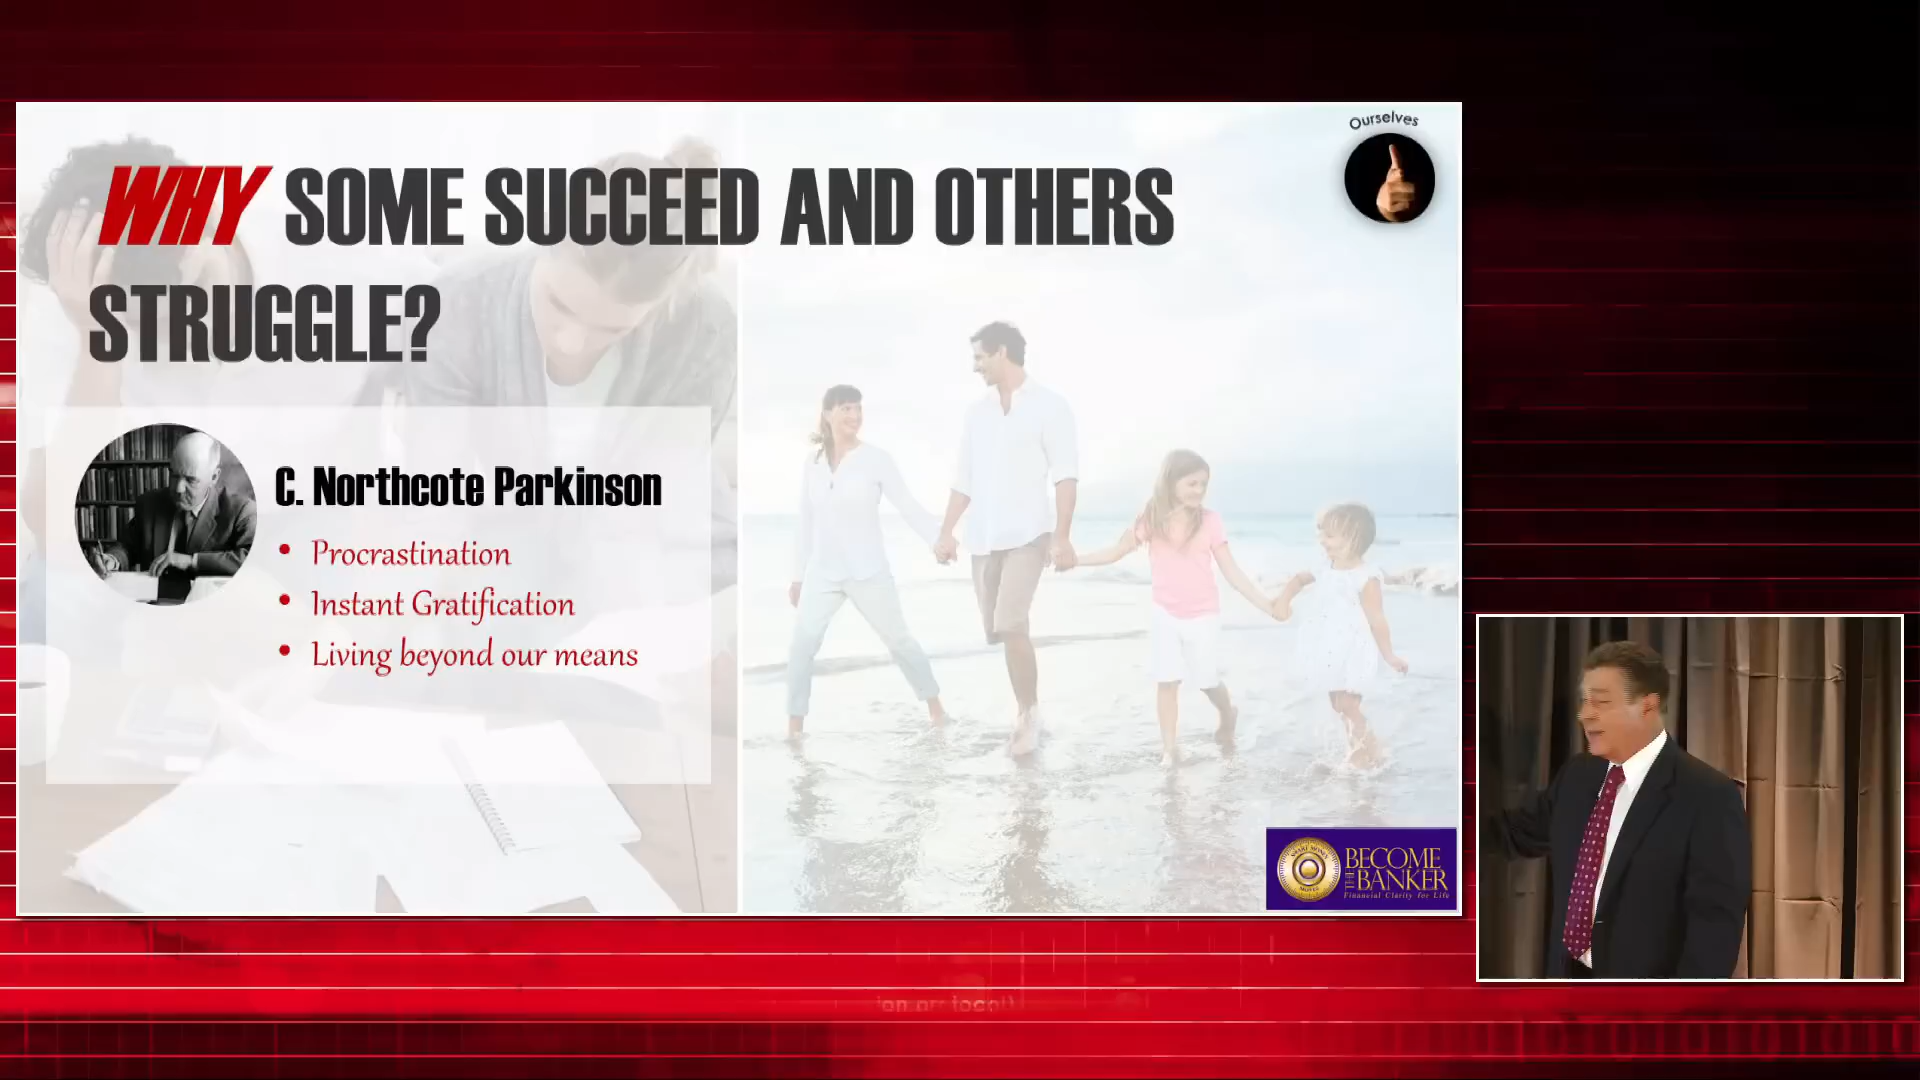 Ourselves
WHY SOME SUCCEED AND OTHERS
STRUGGLE?
C. Northcote Parkinson
• Procrastination
• Instant Gratification
• Living beyond our means
BECOME
THE BANKER
Financial Clarity for Life